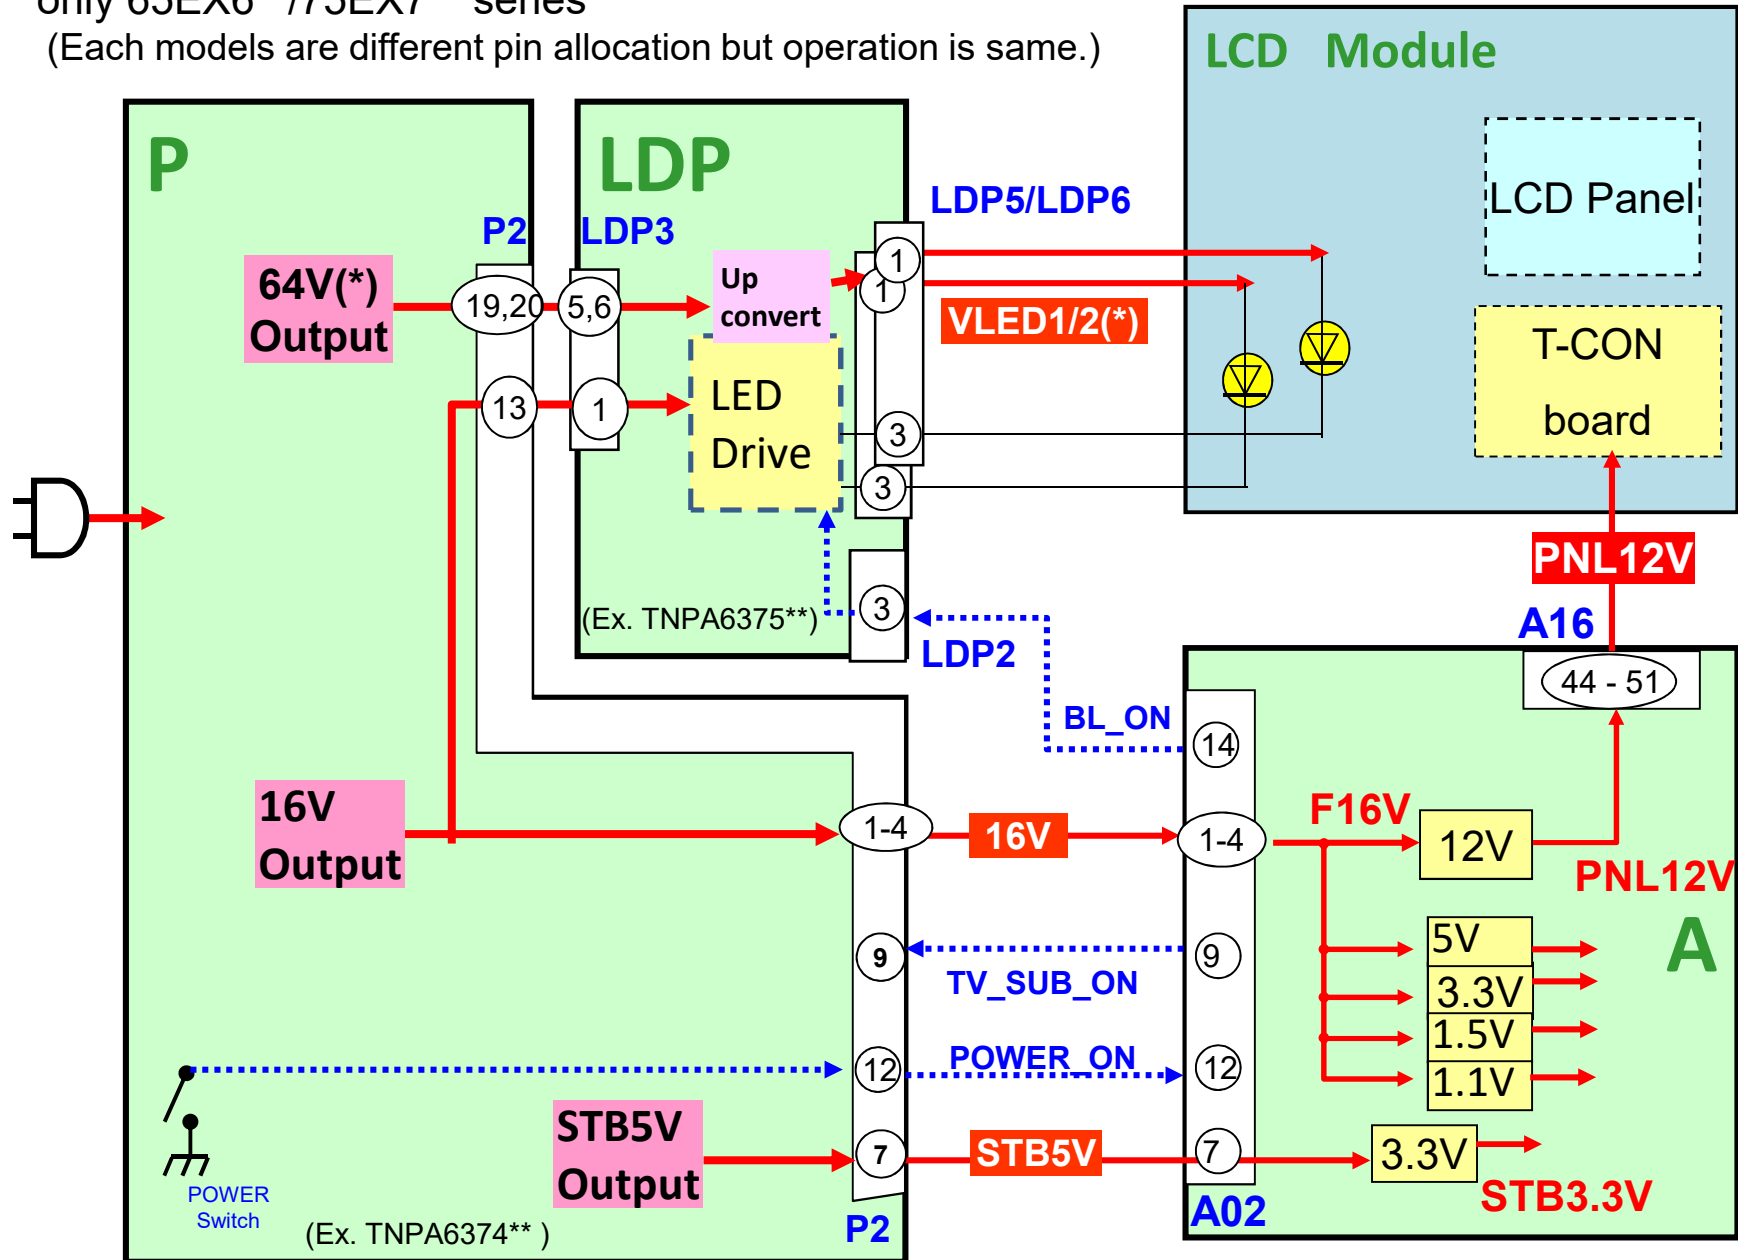 only 65EX6** /75EX7** series
(Each models are different pin allocation but operation is same.)
LCD Module
P
LDP
LDP5/LDP6
LCD Panel
P2
LDP3
64V(*)
Output
19,20
5,6
Up
convert
1
1
VLED1/2(*)
T-CON
board
13
1
LED
Drive
3
3
PNL12V
(Ex. TNPA6375**)
3
LDP2
A16
44 - 51
BL_ON
14
16V
Output
1-4
16V
1-4
F16V
12V
PNL12V
A
9
TV_SUB_ON
9
5V
3.3V
1.5V
1.1V
12
POWER_ON
12
STB5V
Output
7
STB5V
7
3.3V
STB3.3V
POWER
Switch
(Ex. TNPA6374** )
P2
A02